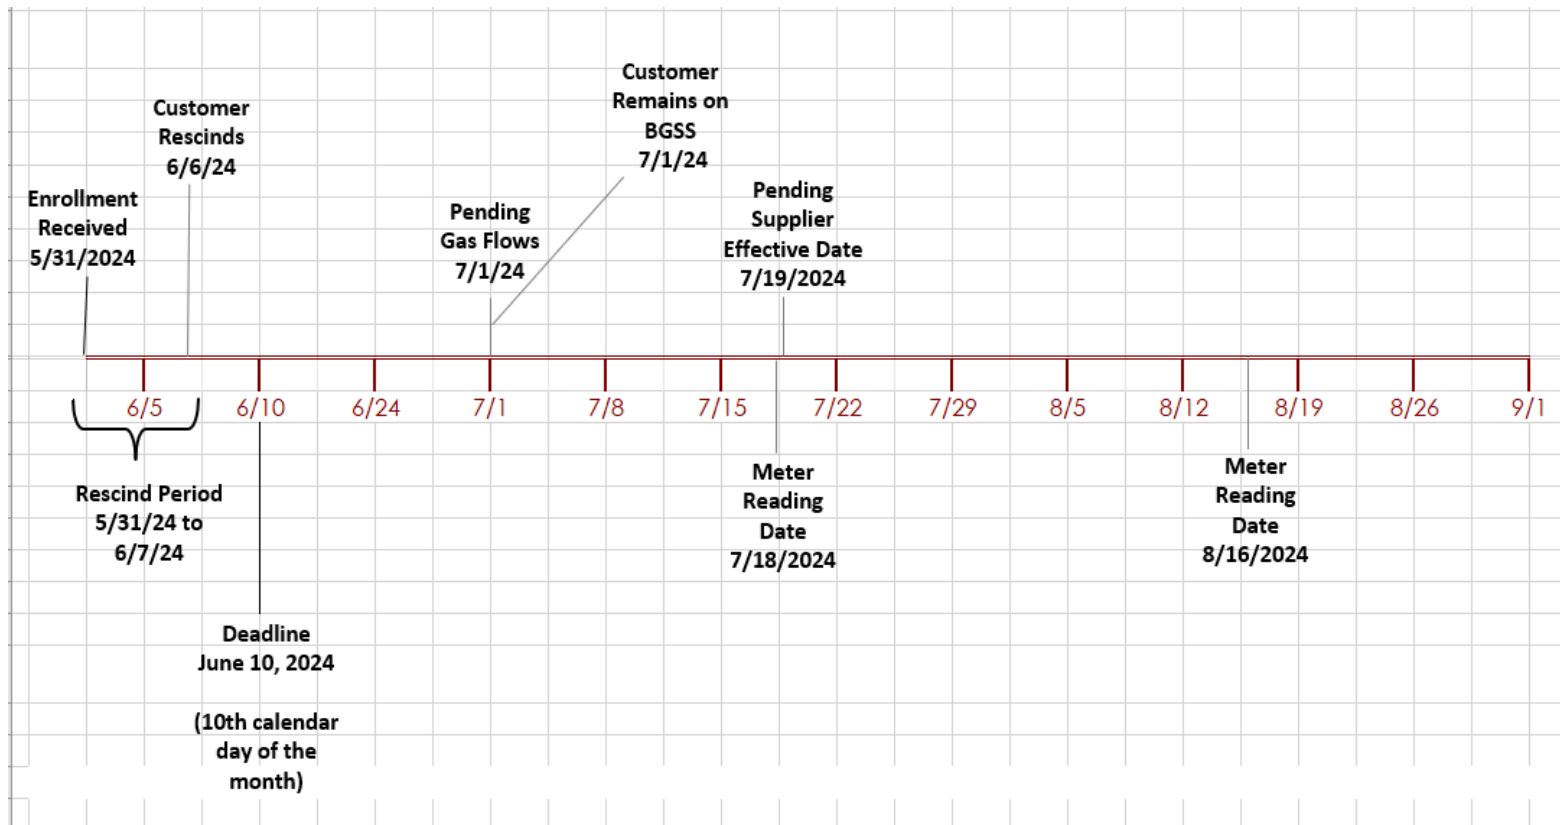 Customer
Remains on
BGSS
7/1/24
Customer
Rescinds
6/6/24
Enrollment
Received
5/31/2024
Pending
Gas Flows
7/1/24
Pending
Supplier
Effective Date
7/19/2024
6/5
6/10
6/24
7/1
7/8
7/15
7/22
7/29
8/5
8/12
8/19
8/26
9/1
Rescind Period
5/31/24 to
6/7/24
Meter
Reading
Date
7/18/2024
Meter
Reading
Date
8/16/2024
Deadline
June 10, 2024
(10th calendar
day of the
month)